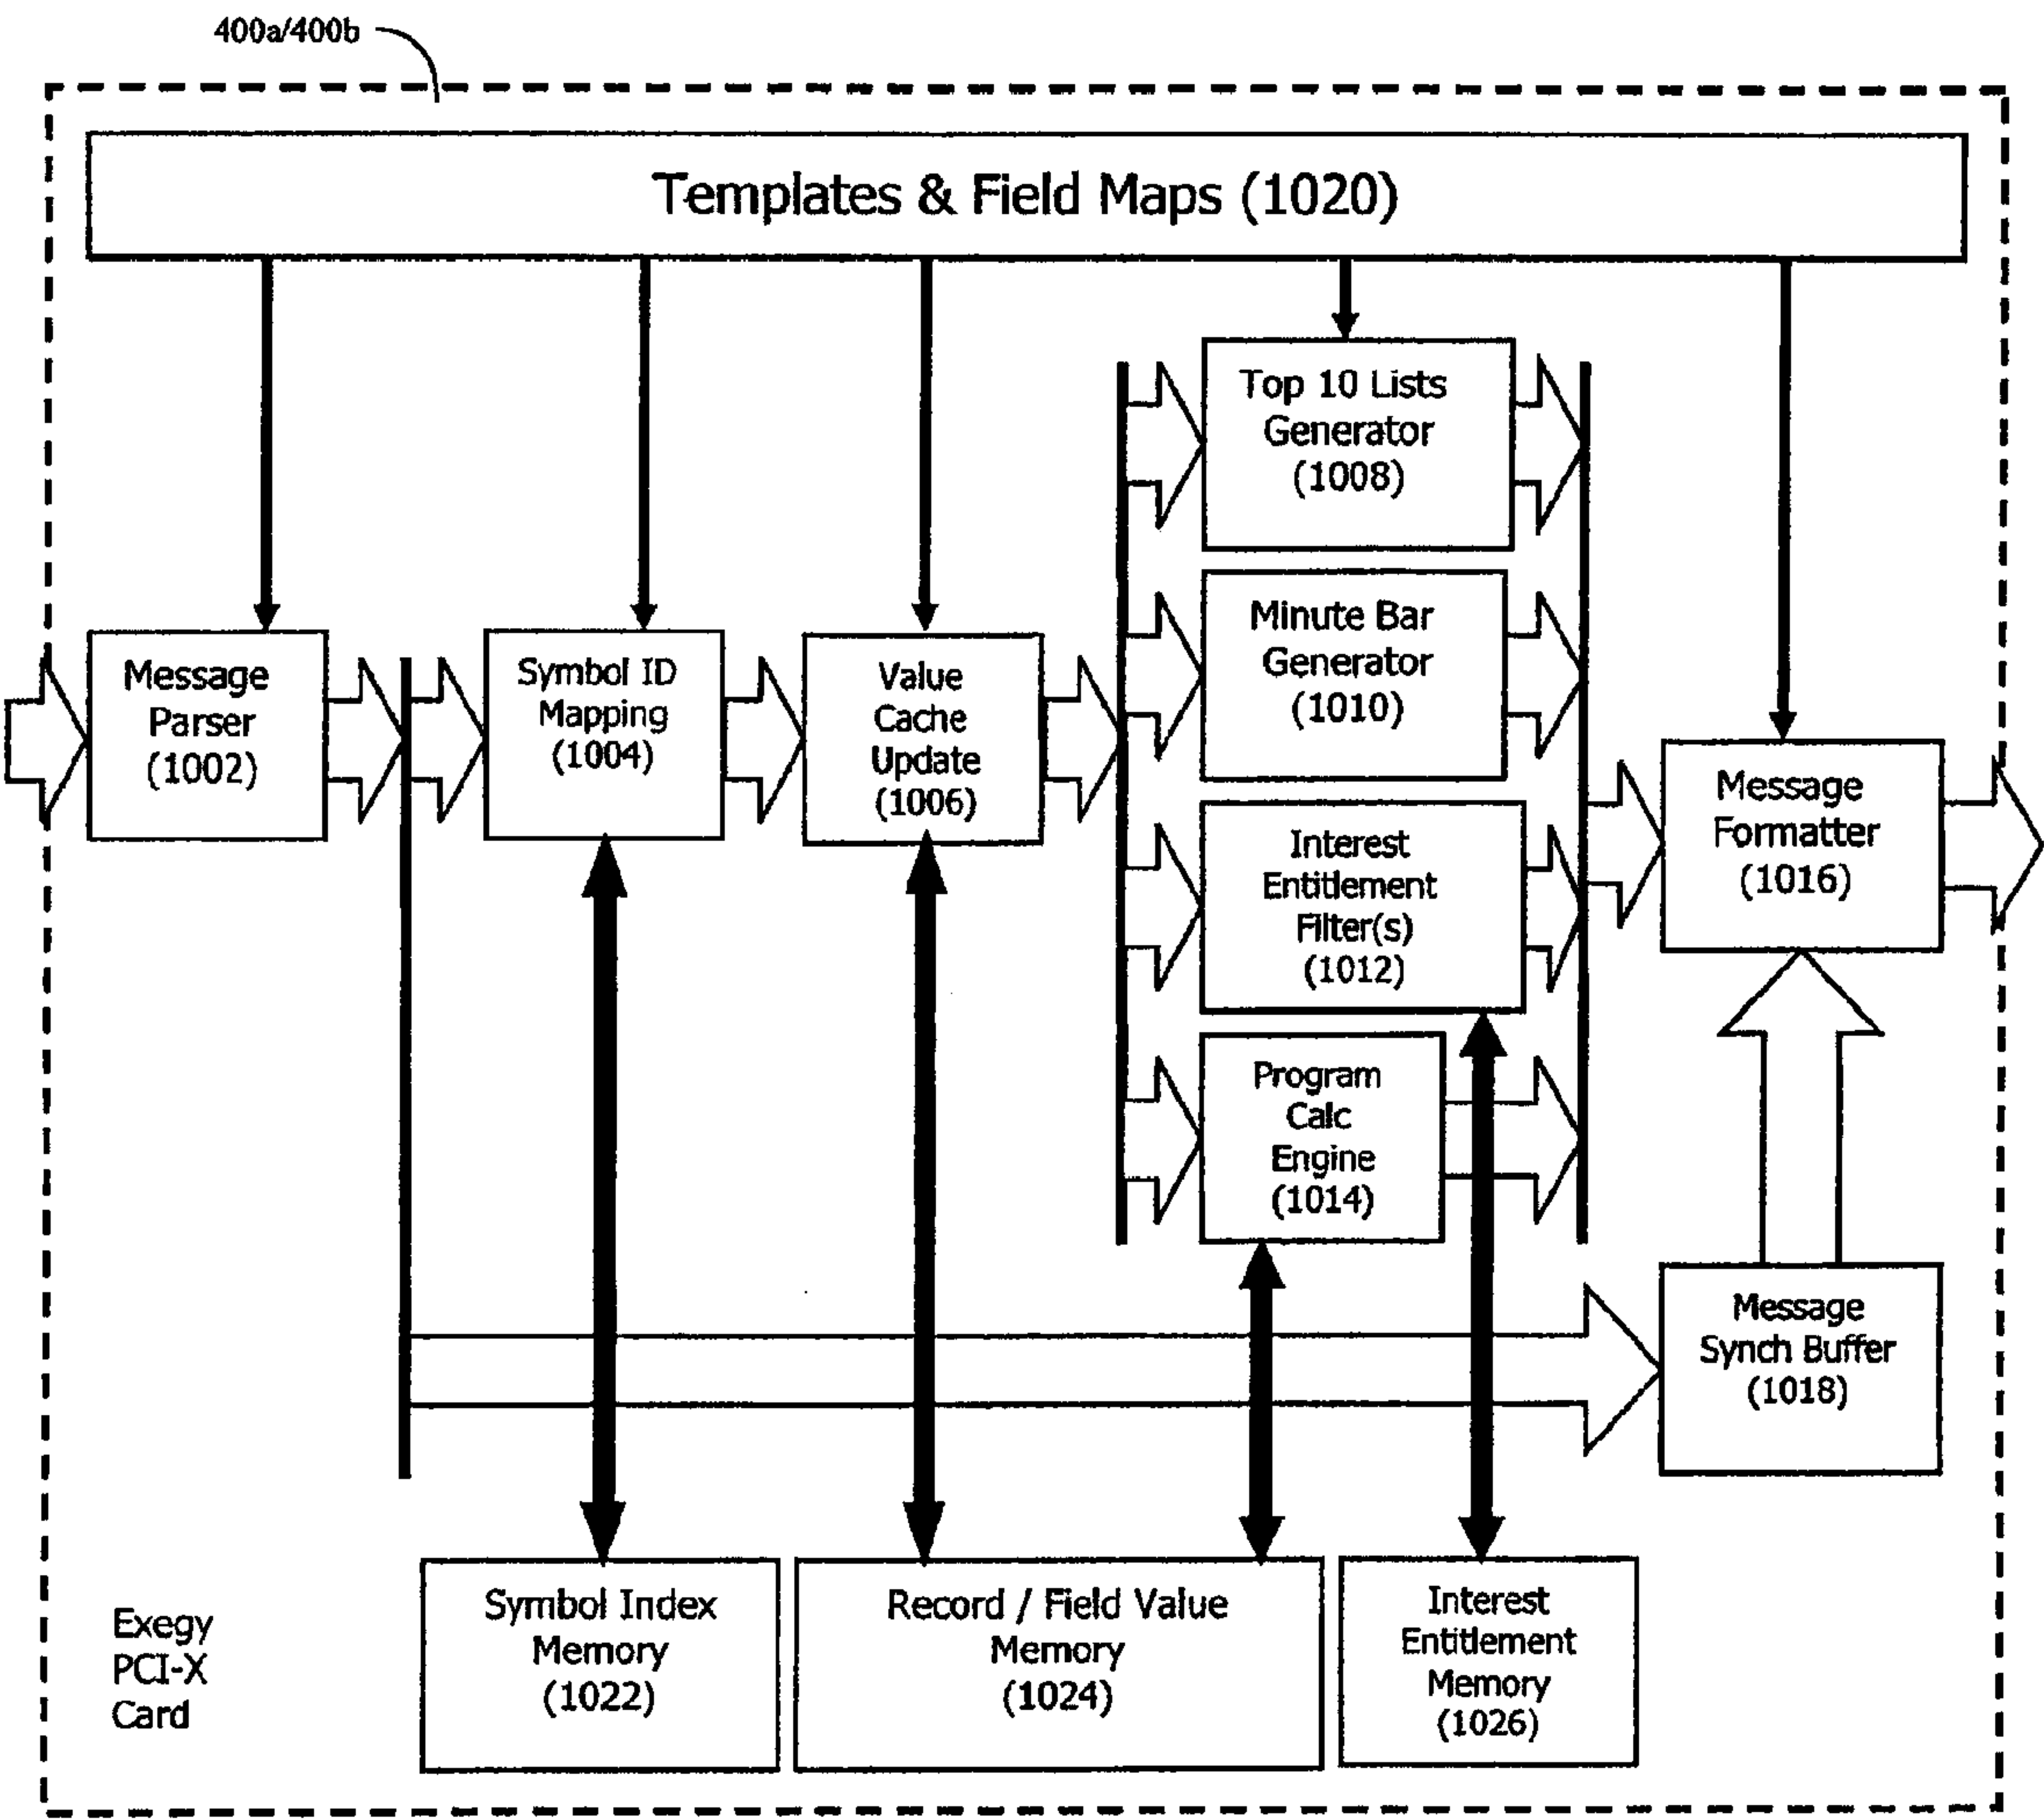 400a/400b
Templates & Field Maps (1020)
Top 10 Lists
Generator
(1008)
Message
Parser
(1002)
Symbol ID
Mapping
(1004)
Value
Cache
Update
(1006)
Minute Bar
Generator
(1010)
Interest
Entitlement
Filter(s)
(1012)
Program
Calc
Engine
(1014)
Message
Formatter
(1016)
Message
Synch Buffer
(1018)
Exegy
PCI-X
Card
Symbol Index
Memory
(1022)
Record / Field Value
Memory
(1024)
Interest
Entitlement
Memory
(1026)